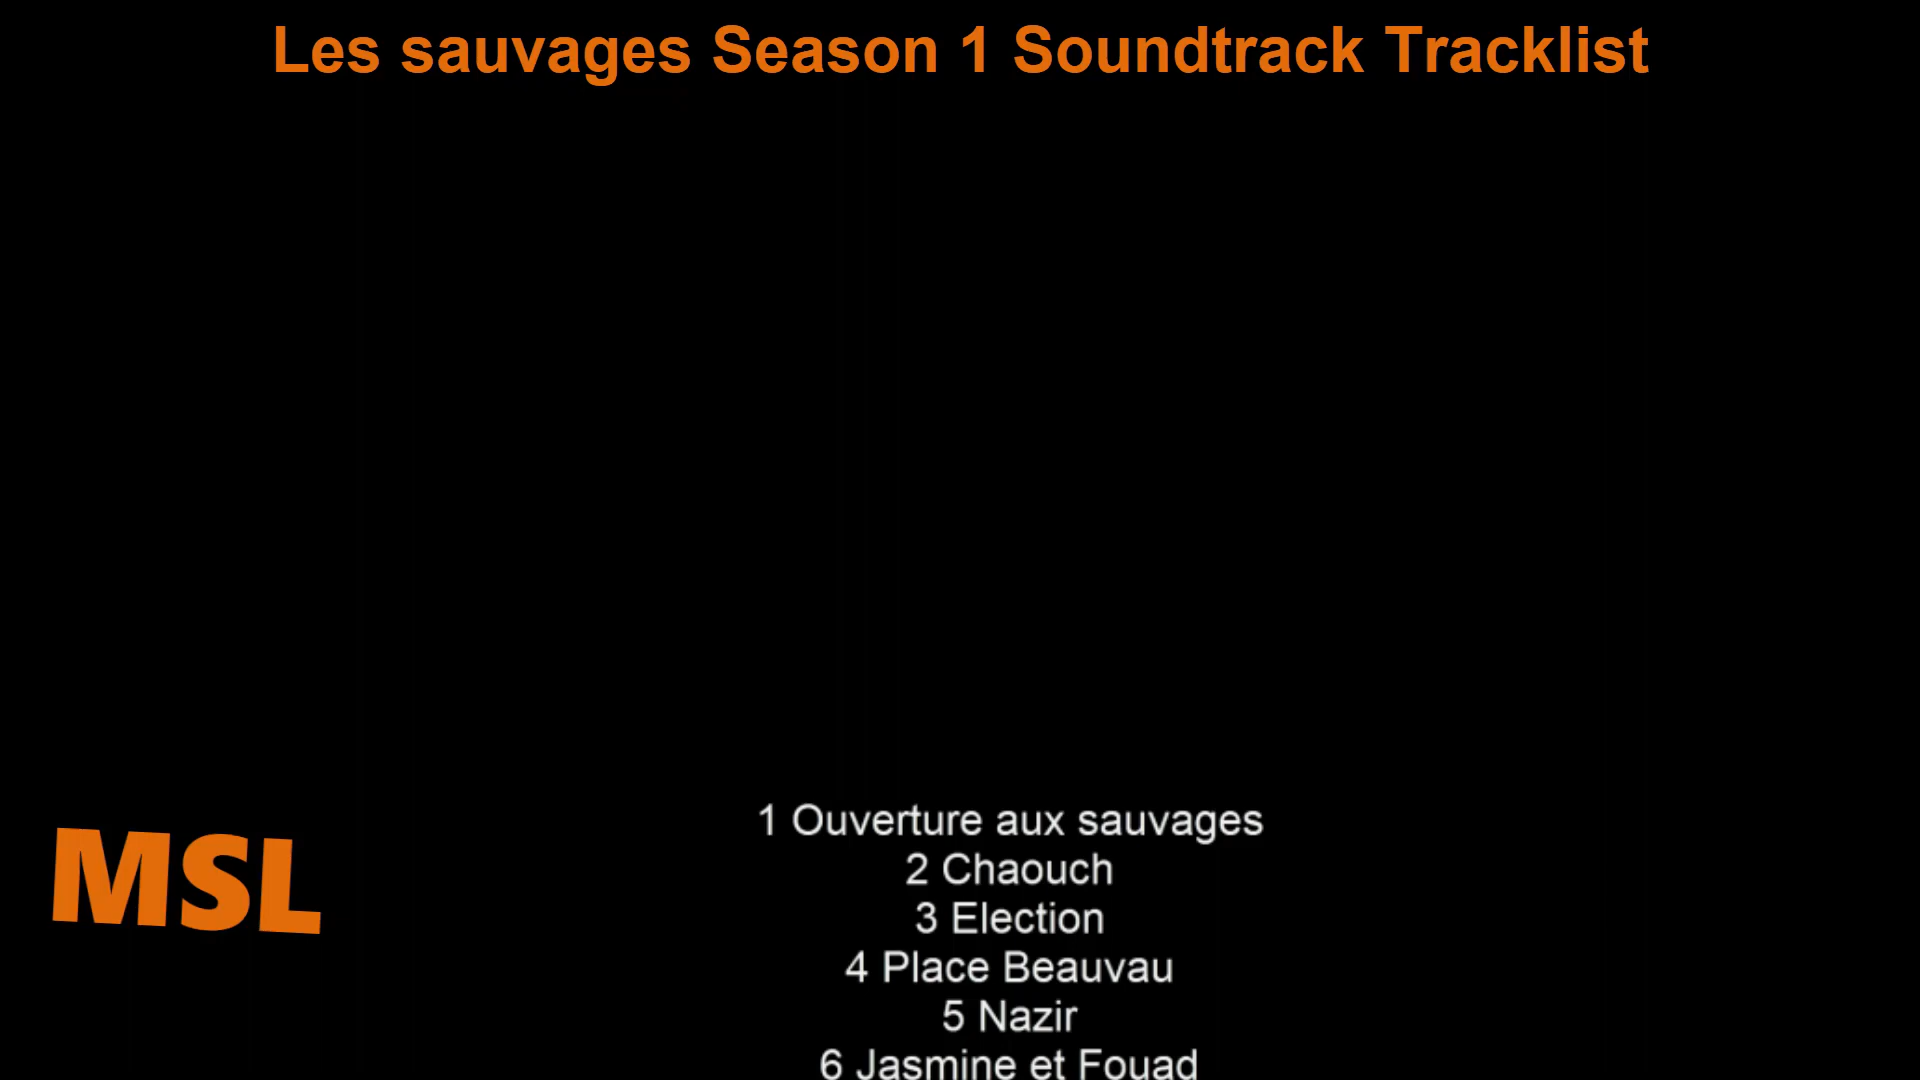 Les sauvages Season 1 Soundtrack Tracklist
1 Ouverture aux sauvages
2 Chaouch
3 Election
4 Place Beauvau
5 Nazir
6 Jasmine et Fouad
MSL